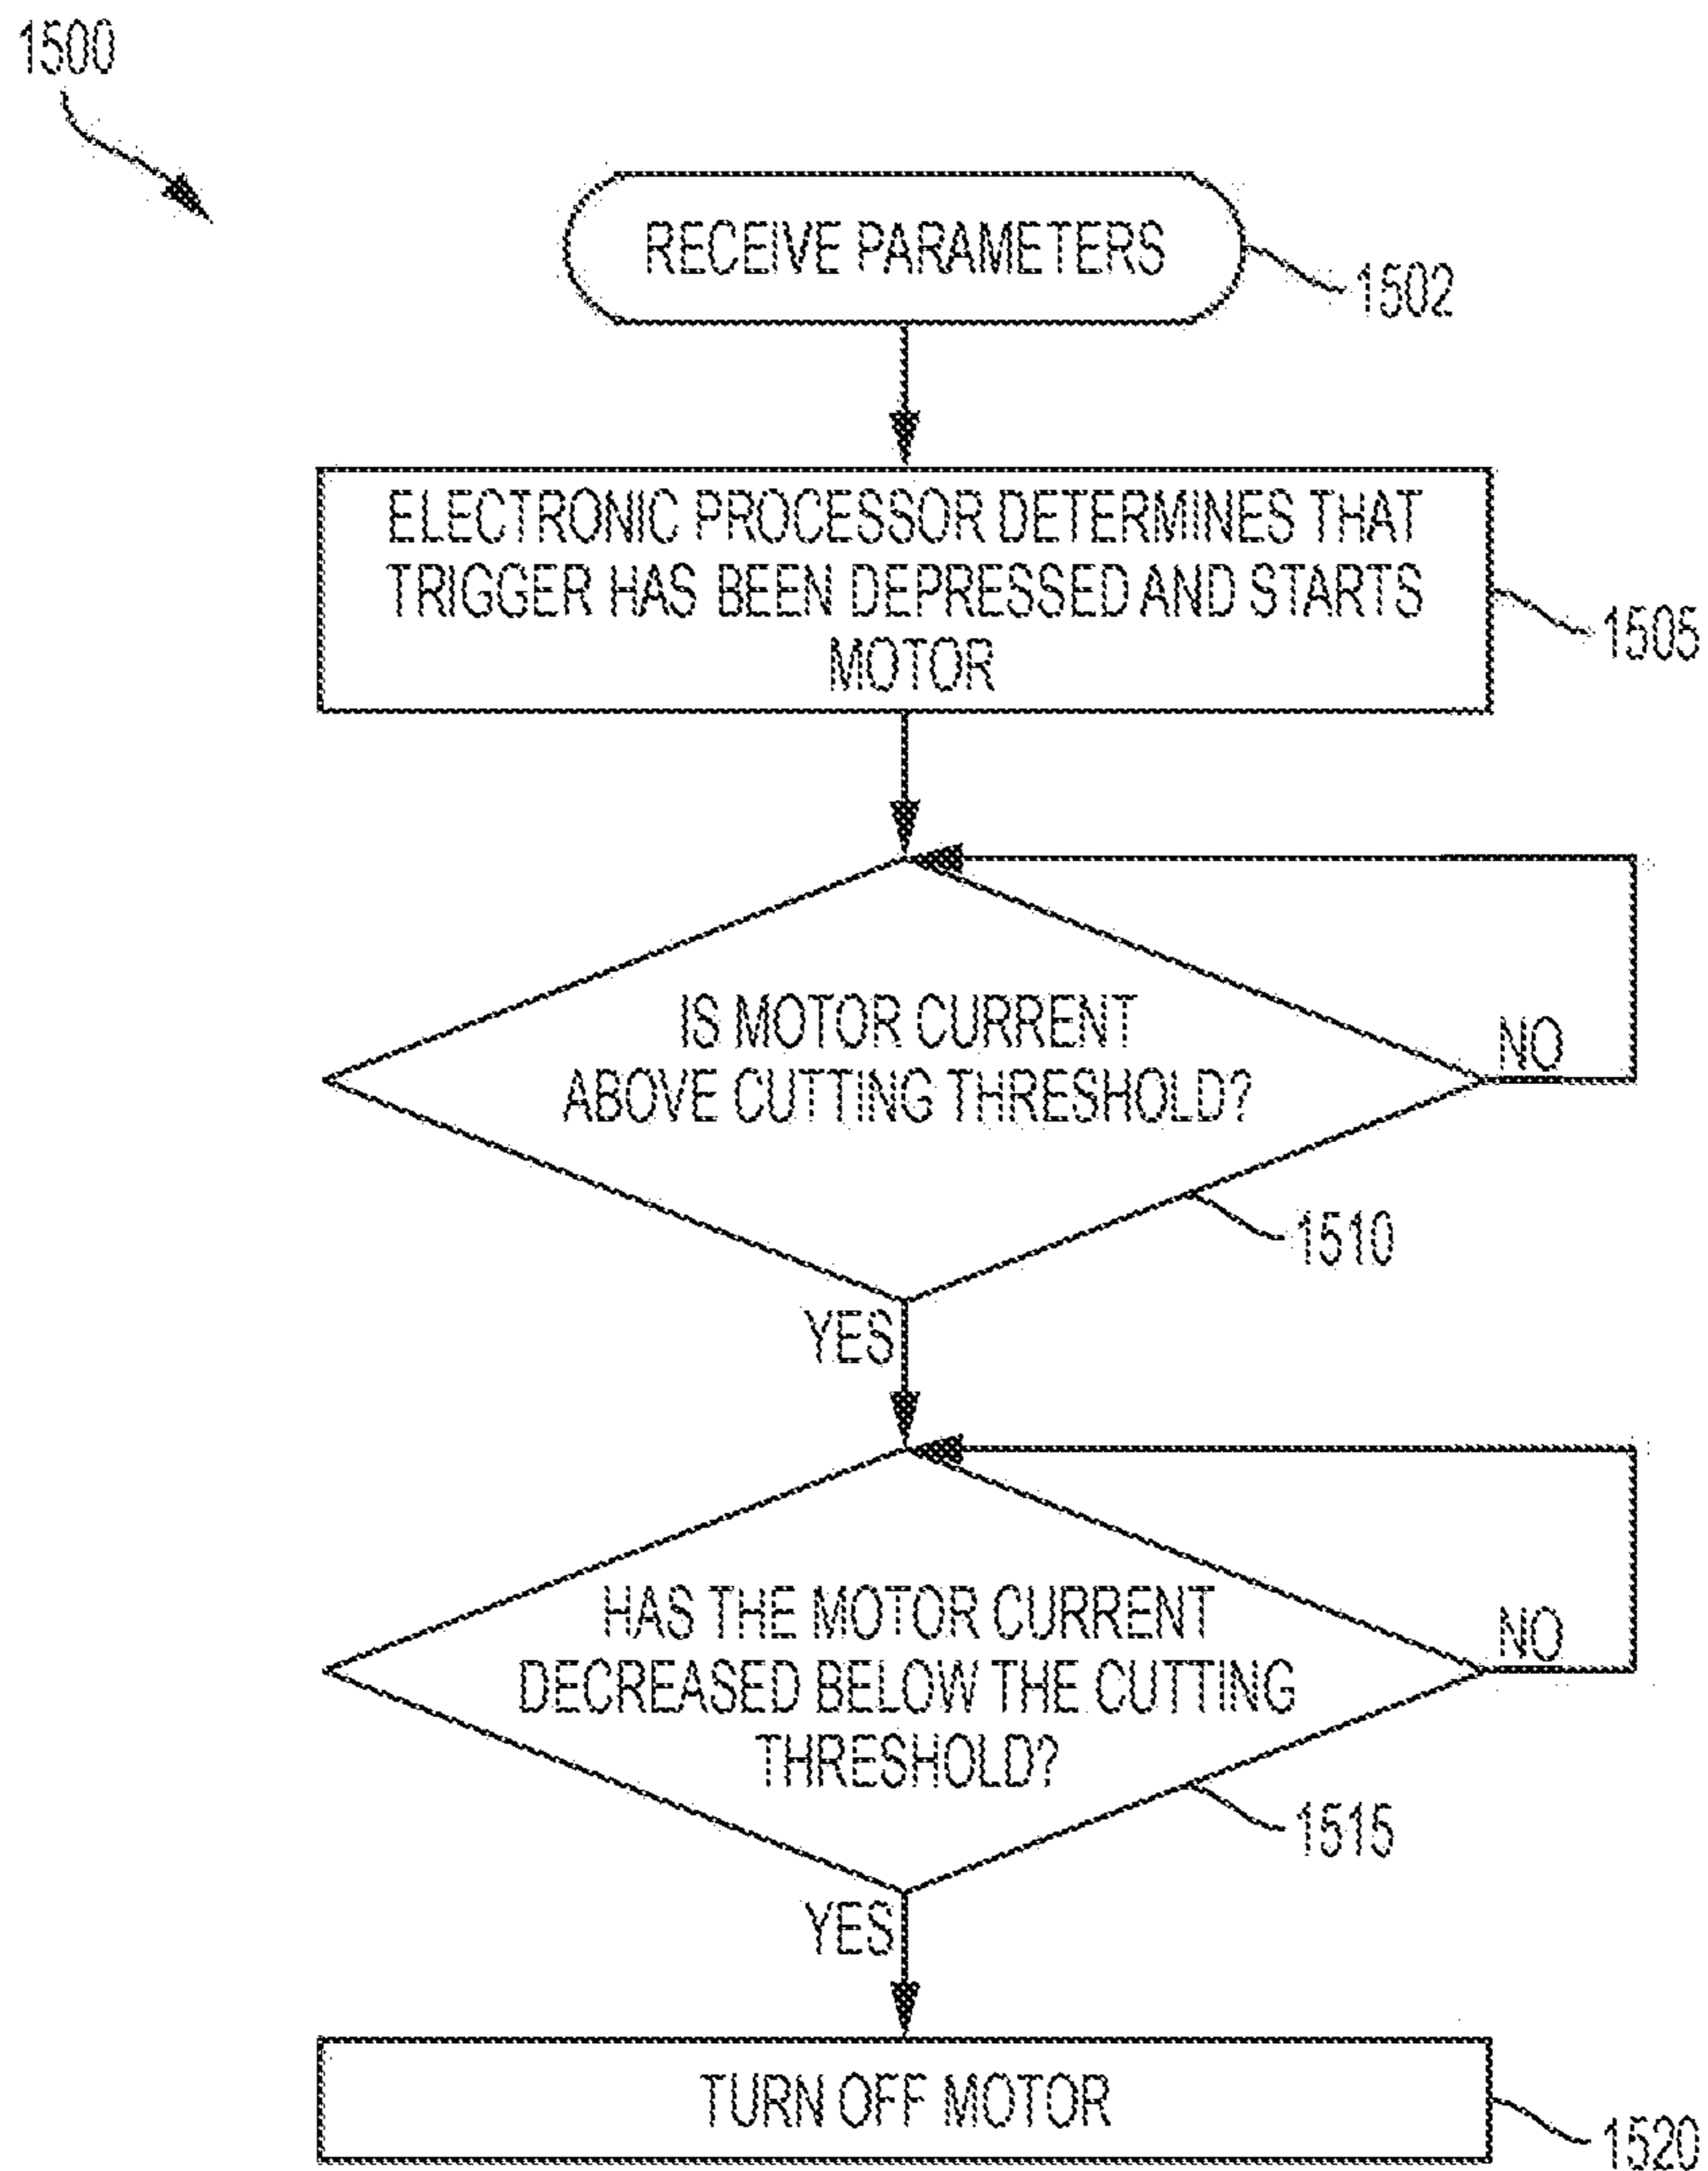 1500
RECEIVE PARAMETERS
1502
ELECTRONIC PROCESSOR DETERMINES THAT
TRIGGER HAS BEEN DEPRESSED AND STARTS
MOTOR
1505
IS MOTOR CURRENT
ABOVE CUTTING THRESHOLD?
NO
1510
YES
HAS THE MOTOR CURRENT
DECREASED BELOW THE CUTTING
THRESHOLD?
NO
1515
YES
TURN OFF MOTOR
1520